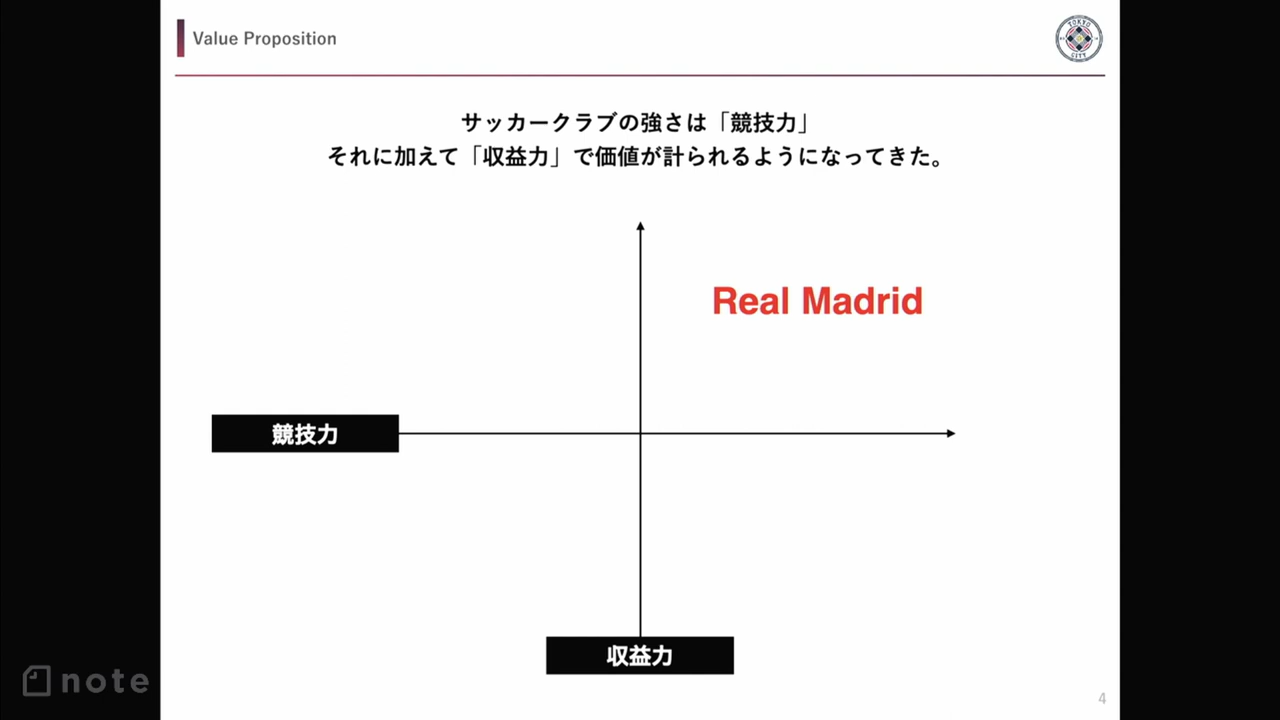 Value Proposition
TOKYO
CITY
サッカークラブの強さは「競技力」
それに加えて「収益力」で価値が計られるようになってきた。
Real Madrid
競技力
収益力
note
4